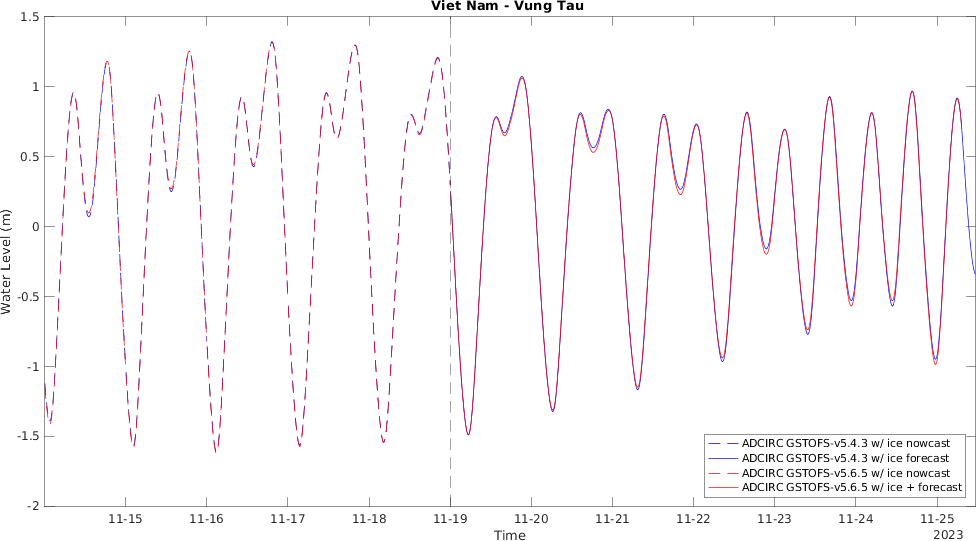 Viet Nam - Vung Tau
1.5
1
0.5
0
-0.5
-1
-1.5
-2
Water Level (m)
ADCIRC GSTOFS-v5.4.3 w/ ice nowcast
ADCIRC GSTOFS-v5.4.3 w/ ice forecast
ADCIRC GSTOFS-v5.6.5 w/ ice nowcast
ADCIRC GSTOFS-v5.6.5 w/ ice + forecast
11-15 11-16 11-17 11-18 11-19 11-20 11-21 11-22 11-23 11-24 11-25
Time
2023